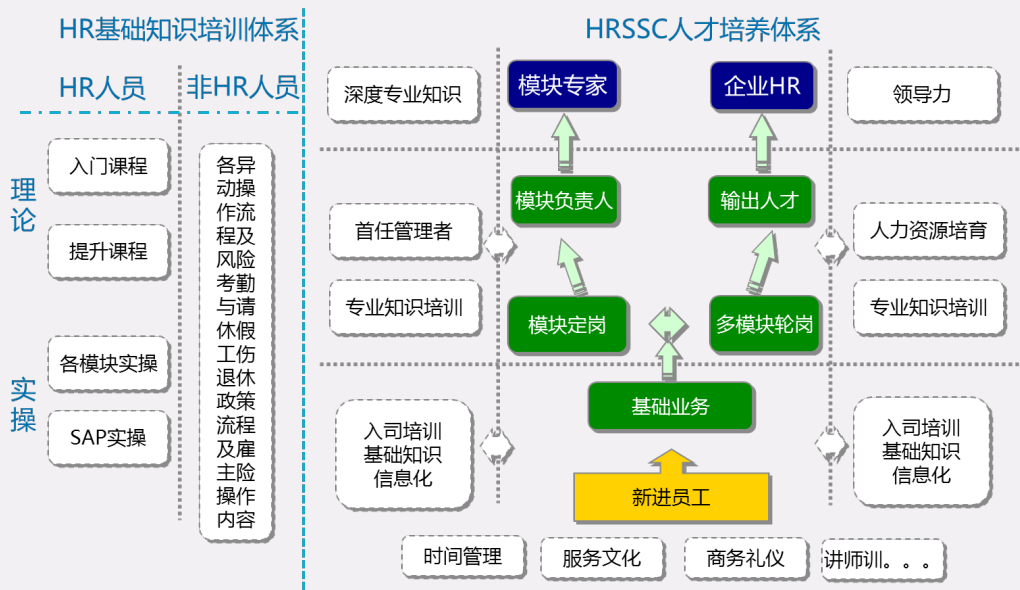 HR基础知识培训体系
HR人员
非HR人员
理论
入门课程
提升课程
实操
各模块实操
SAP实操
各异
动操
作流
程及
风险
考勤
与请
休假
工伤
退休
政策
流程
及雇
主险
操作
内容
HRSSC人才培养体系
深度专业知识
模块专家
企业HR
领导力
首任管理者
模块负责人
输出人才
人力资源培育
专业知识培训
模块定岗
多模块轮岗
专业知识培训
入司培训
基础知识
信息化
基础业务
入司培训
基础知识
信息化
新进员工
时间管理
服务文化
商务礼仪
讲师训。。。